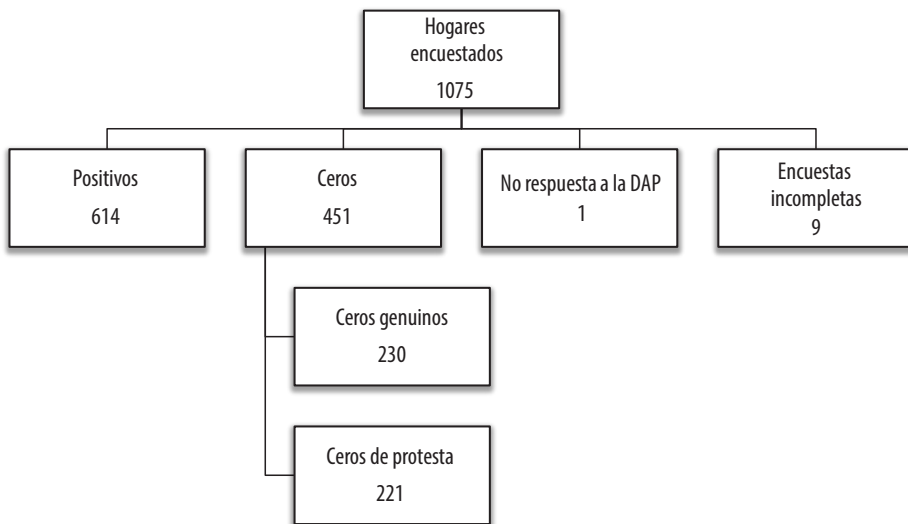 Hogares
encuestados
1075
Positivos
614
Ceros
451
No respuesta a la DAP
1
Encuestas
incompletas
9
Ceros genuinos
230
Ceros de protesta
221